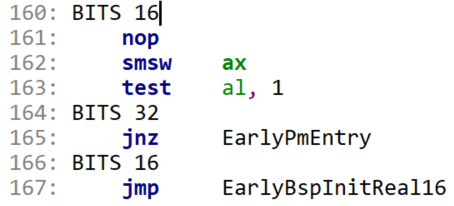 160: BITS 16
161: nop
162: smsw ax
163: test al, 1
164: BITS 32
165: jnz EarlyPmEntry
166: BITS 16
167: jmp EarlyBspInitReal16